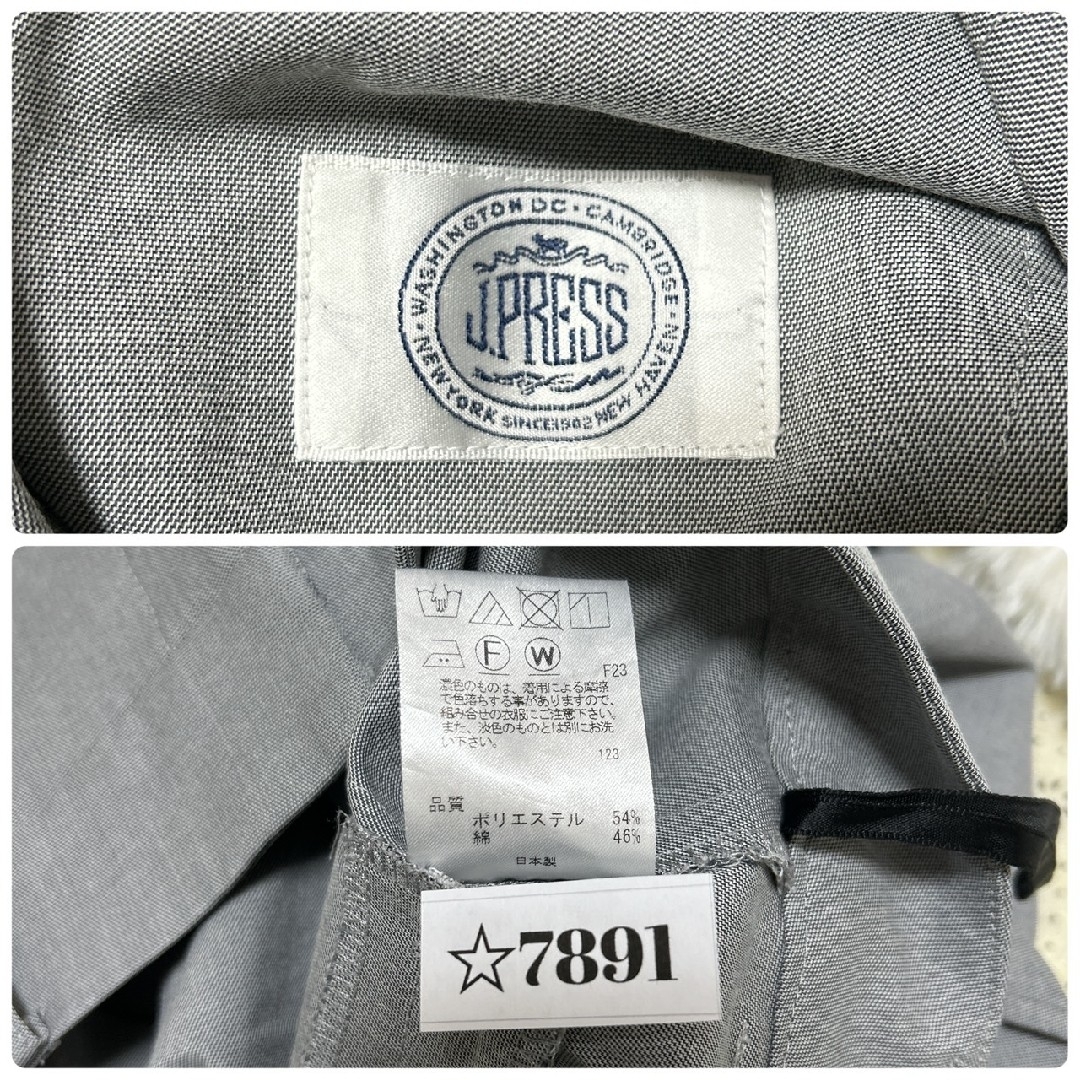 WASHINGTON DC • CAMBRIDGE •
J.PRESS
• NEW YORK SINCE 1902 NEW HAVEN •
F W
F23
濃色のものは、着用による摩擦
で色落ちする事がありますので、
組み合せの衣服にご注意下さい。
また、淡色のものとは別にお洗
い下さい。
123
品質
ポリエステル 54%
綿 46%
日本製
☆7891